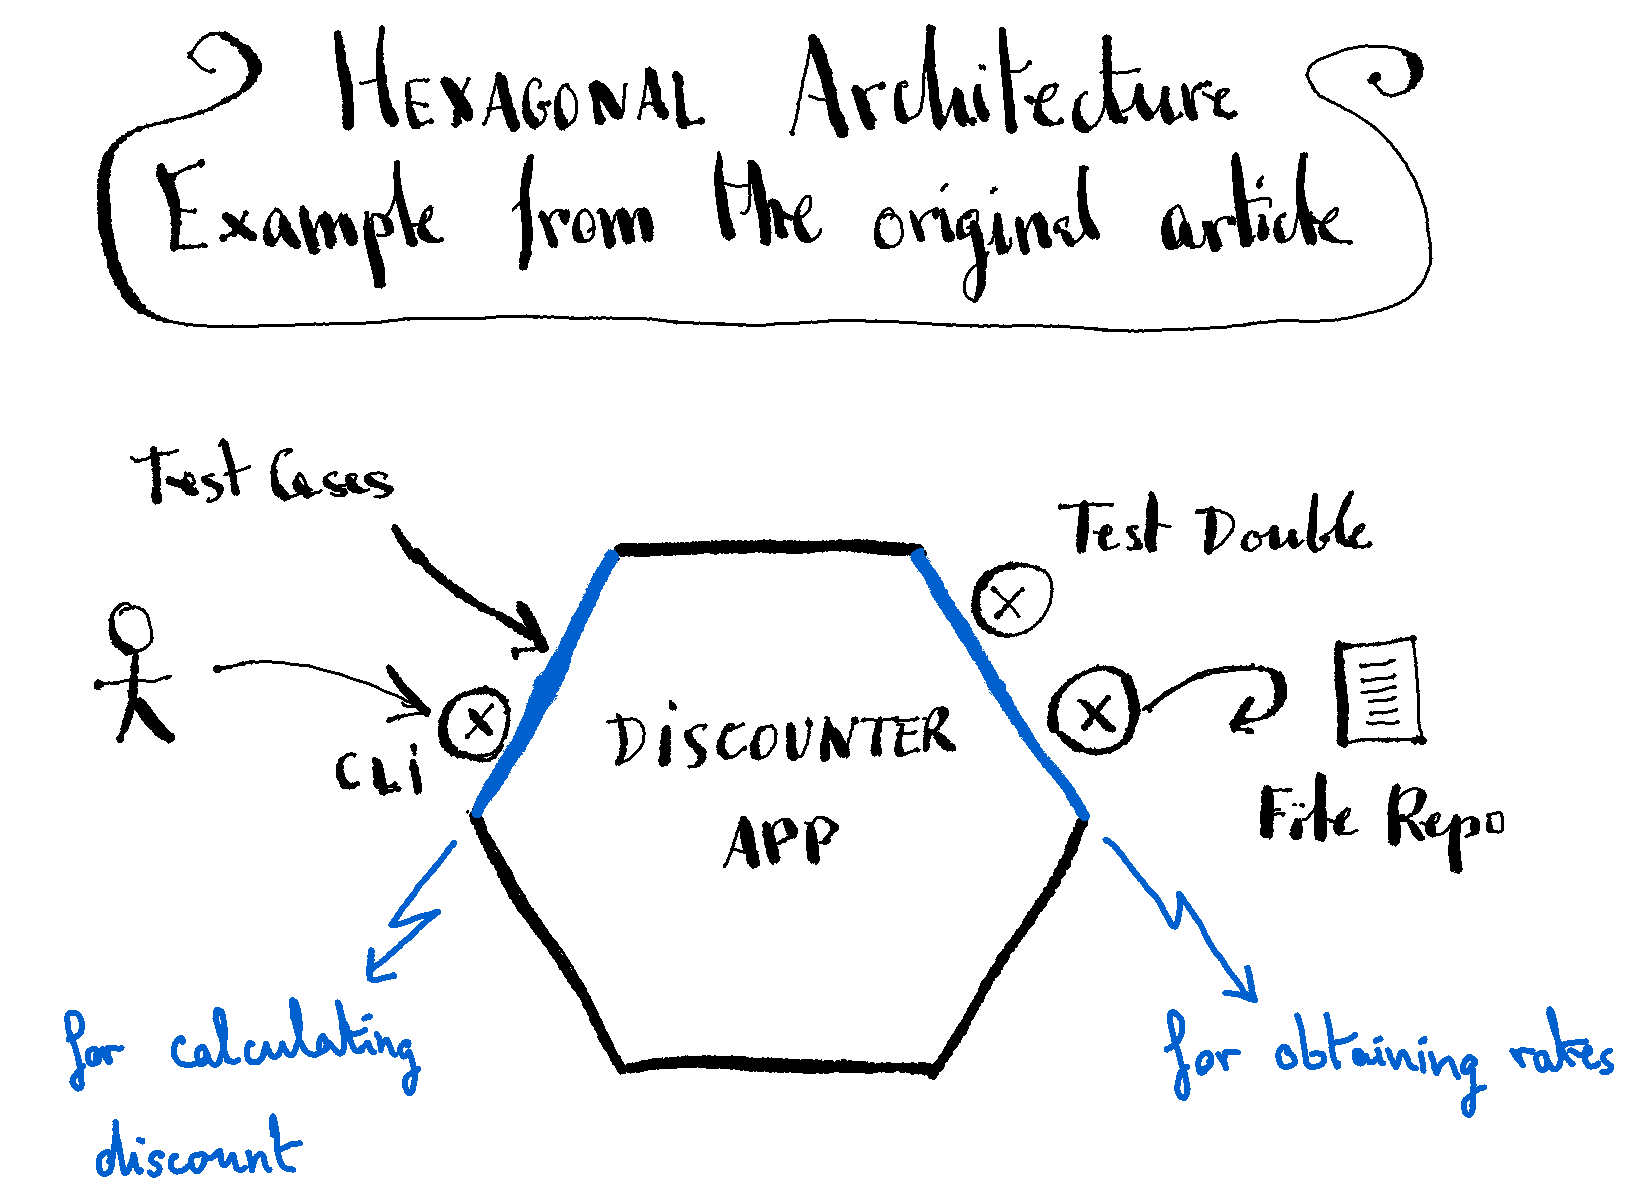 HEXAGONAL Architecture
Example from the original article
Test Cases
Test Double
CLi
DiSCOUNTER
APP
File Repo
for calculating
discount
for obtaining rates